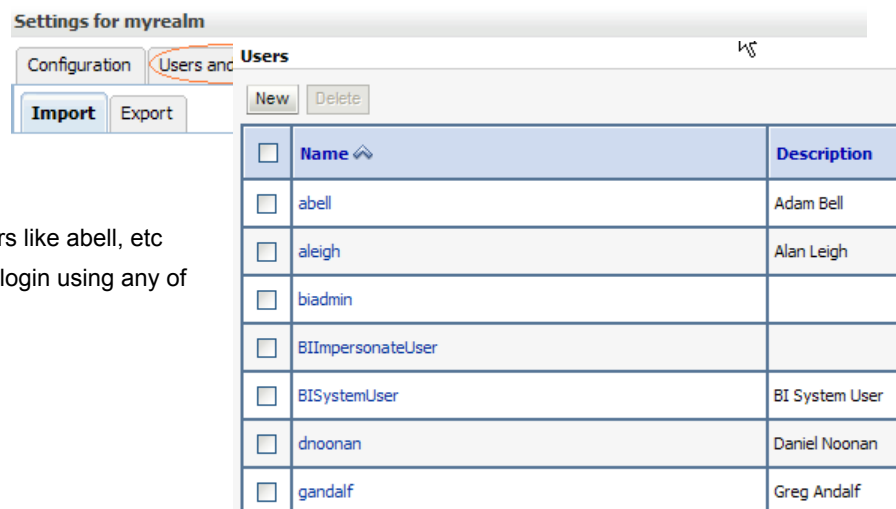 Settings for myrealm
Configuration Users and
Import Export
rs like abell, etc
login using any of
Users
New Delete
Name Description
abell Adam Bell
aleigh Alan Leigh
biadmin
BIImpersonateUser
BISystemUser BI System User
dnoonan Daniel Noonan
gandalf Greg Andalf